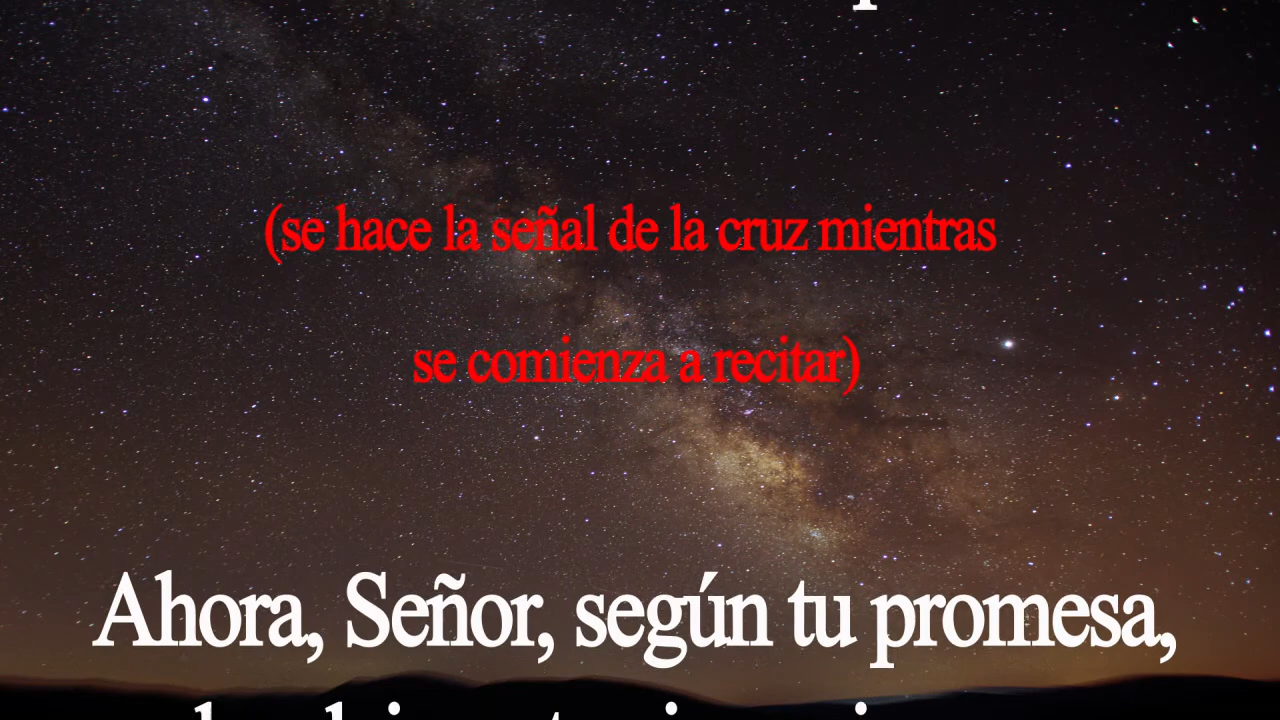 (se hace la señal de la cruz mientras
se comienza a recitar)
Ahora, Señor, según tu promesa,